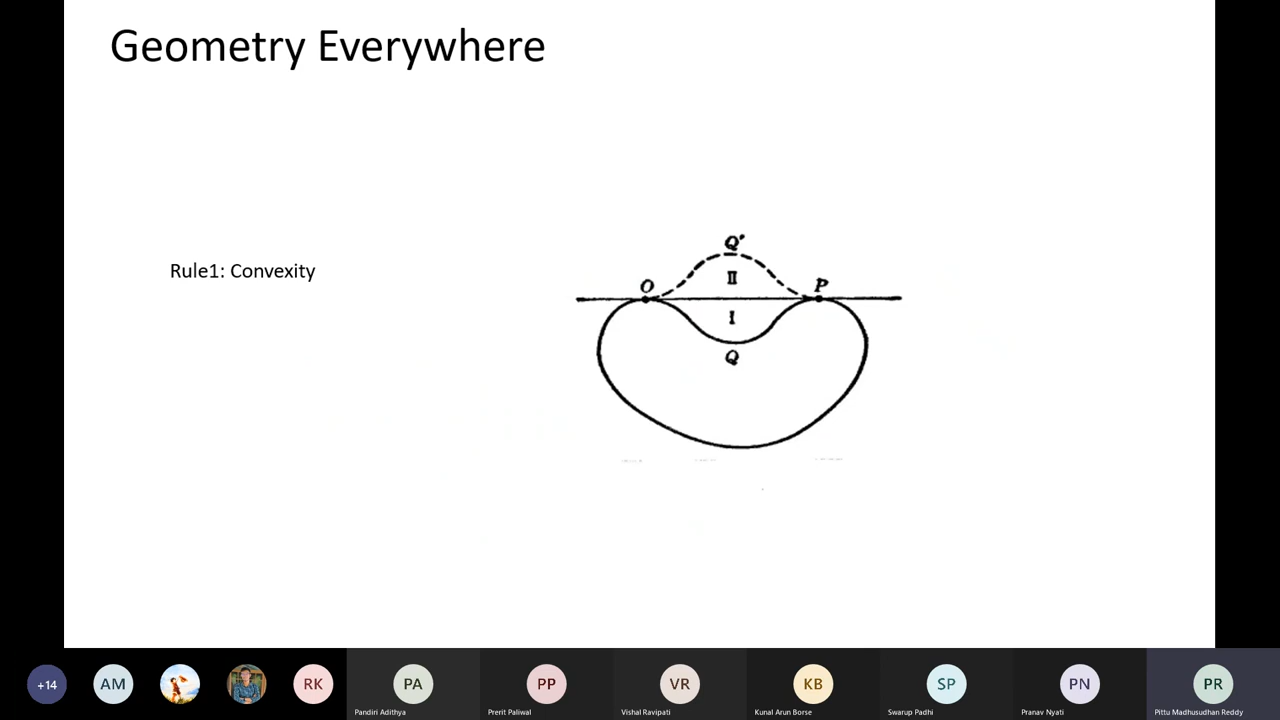 Geometry Everywhere
Rule1: Convexity
Q'
II
O
P
I
Q
+14
AM
RK
PA
PP
VR
KB
SP
PN
PR
Pandiri Adithya
Prerit Paliwal
Vishal Ravipati
Kunal Arun Borse
Swarup Padhi
Pranav Nyati
Pittu Madhusudhan Reddy